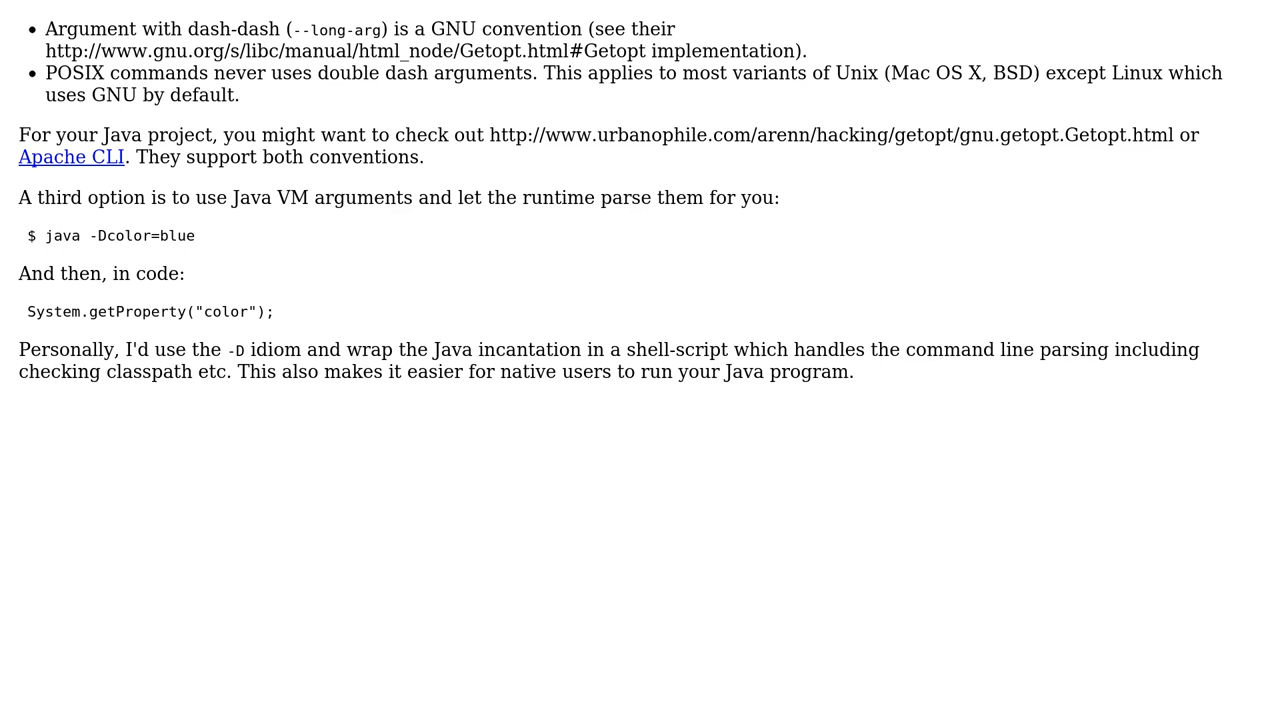 Argument with dash-dash (--long-arg) is a GNU convention (see their
http://www.gnu.org/s/libc/manual/html_node/Getopt.html#Getopt implementation).
POSIX commands never uses double dash arguments. This applies to most variants of Unix (Mac OS X, BSD) except Linux which
uses GNU by default.
For your Java project, you might want to check out http://www.urbanophile.com/arenn/hacking/getopt/gnu.getopt.Getopt.html or
Apache CLI. They support both conventions.
A third option is to use Java VM arguments and let the runtime parse them for you:
$ java -Dcolor=blue
And then, in code:
System.getProperty("color");
Personally, I'd use the -D idiom and wrap the Java incantation in a shell-script which handles the command line parsing including
checking classpath etc. This also makes it easier for native users to run your Java program.